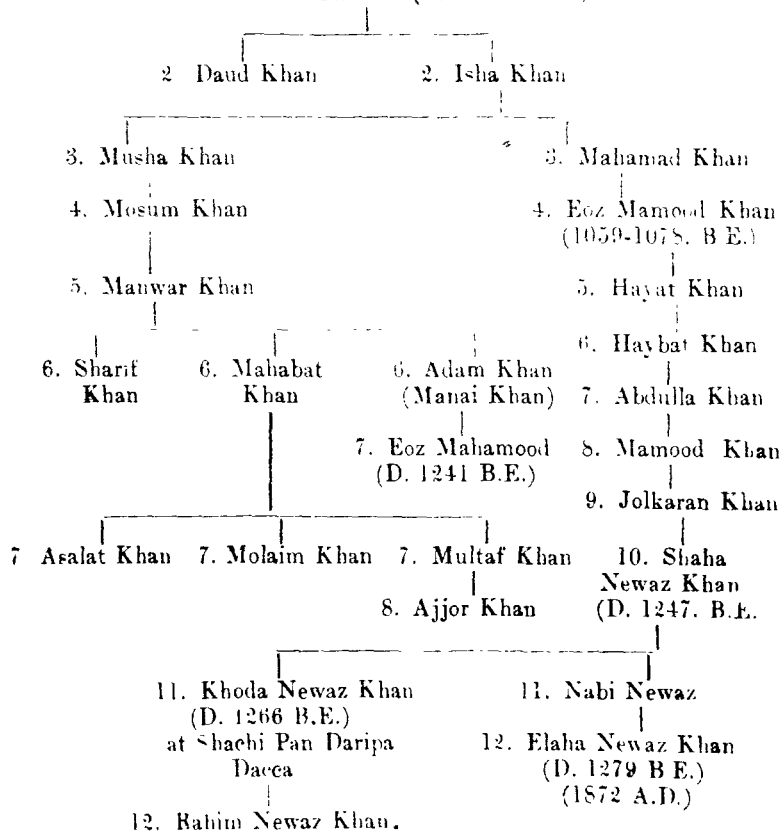 2 Daud Khan 2. Isha Khan
3. Musha Khan 3. Mahamad Khan
4. Mosum Khan 4. Eoz Mamood Khan
(1059-1078. B E.)
5. Manwar Khan 5. Hayat Khan
6. Haybat Khan
6. Sharif 6. Mahabat 6. Adam Khan
Khan Khan (Manai Khan) 7. Abdulla Khan
7. Eoz Mahamood 8. Mamood Khan
(D. 1241 B.E.)
9. Jolkaran Khan
7 Asalat Khan 7. Molaim Khan 7. Multaf Khan 10. Shaha
Newaz Khan
8. Ajjor Khan (D. 1247. B.E.
11. Khoda Newaz Khan 11. Nabi Newaz
(D. 1266 B.E.)
at Shachi Pan Daripa 12. Elaha Newaz Khan
Dacca (D. 1279 B E.)
(1872 A.D.)
12. Rahim Newaz Khan.